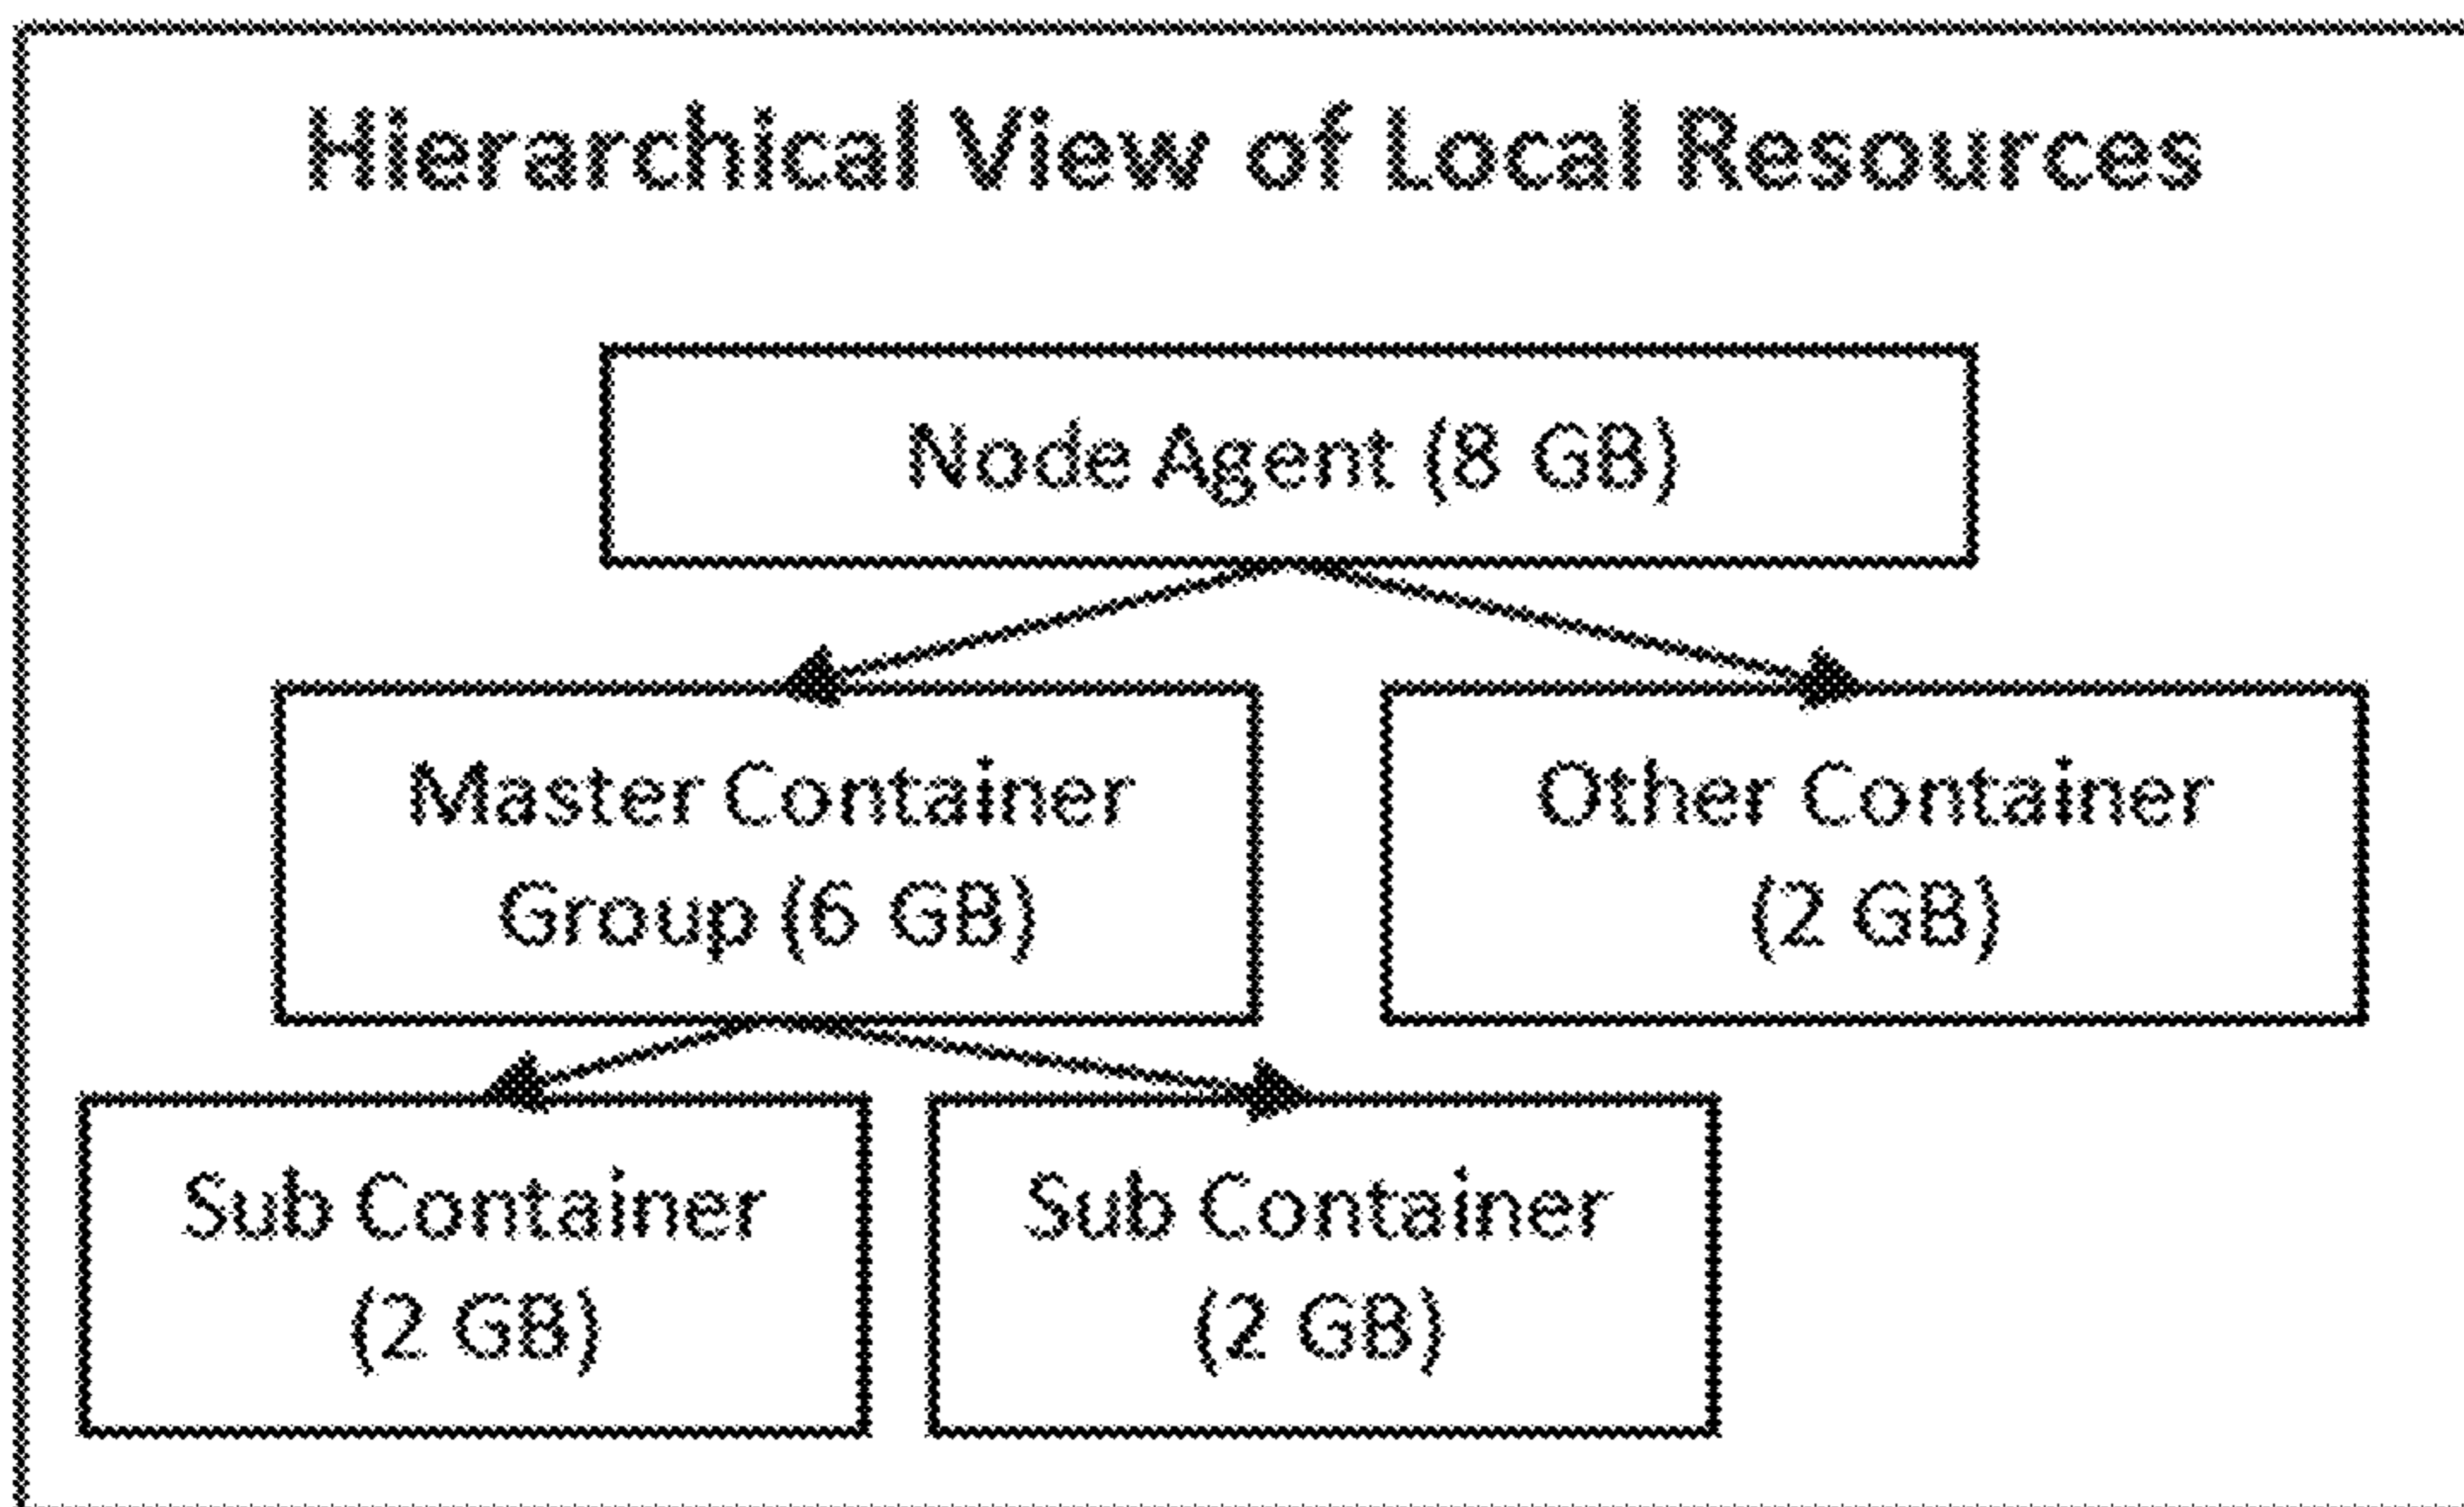 Hierarchical View of Local Resources
Node Agent (8 GB)
Master Container
Group (6 GB)
Other Container
(2 GB)
Sub Container
(2 GB)
Sub Container
(2 GB)